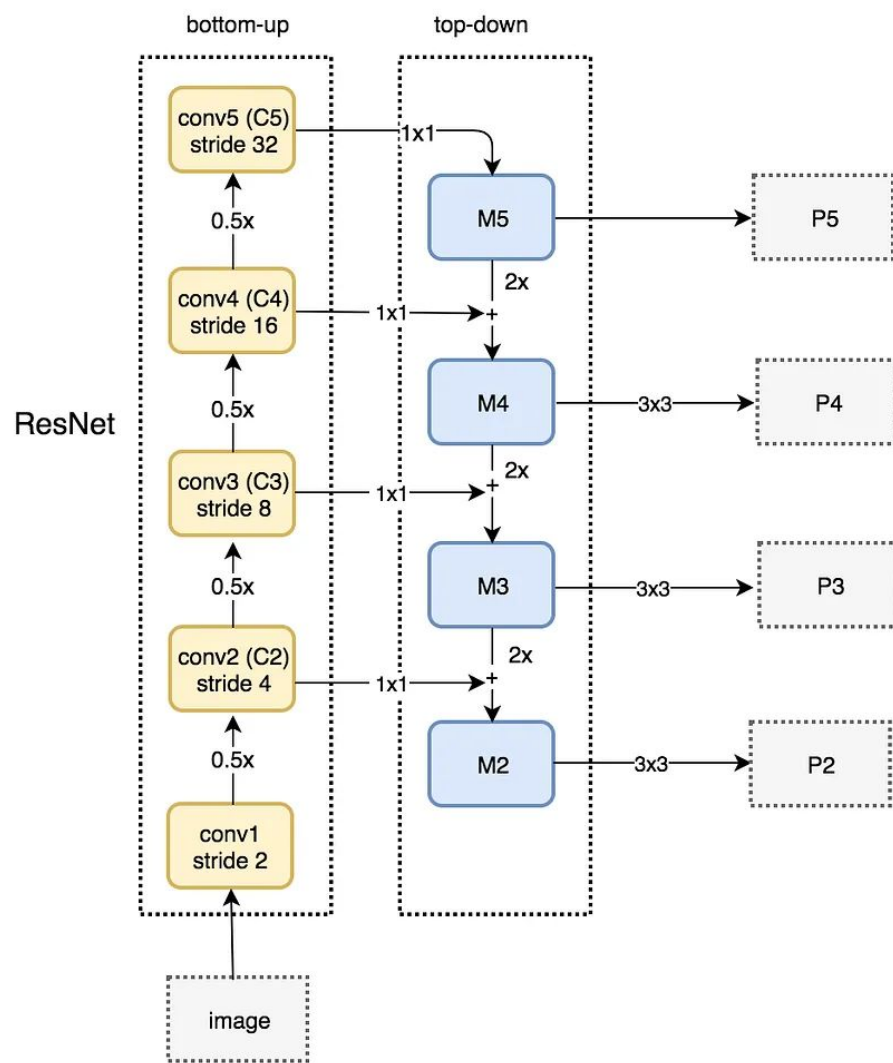 bottom-up
top-down
conv5 (C5)
stride 32
1x1
M5
P5
0.5x
2x
conv4 (C4)
stride 16
1x1
+
M4
3x3
P4
0.5x
ResNet
2x
conv3 (C3)
stride 8
1x1
+
M3
3x3
P3
0.5x
2x
conv2 (C2)
stride 4
1x1
+
M2
3x3
P2
0.5x
conv1
stride 2
image